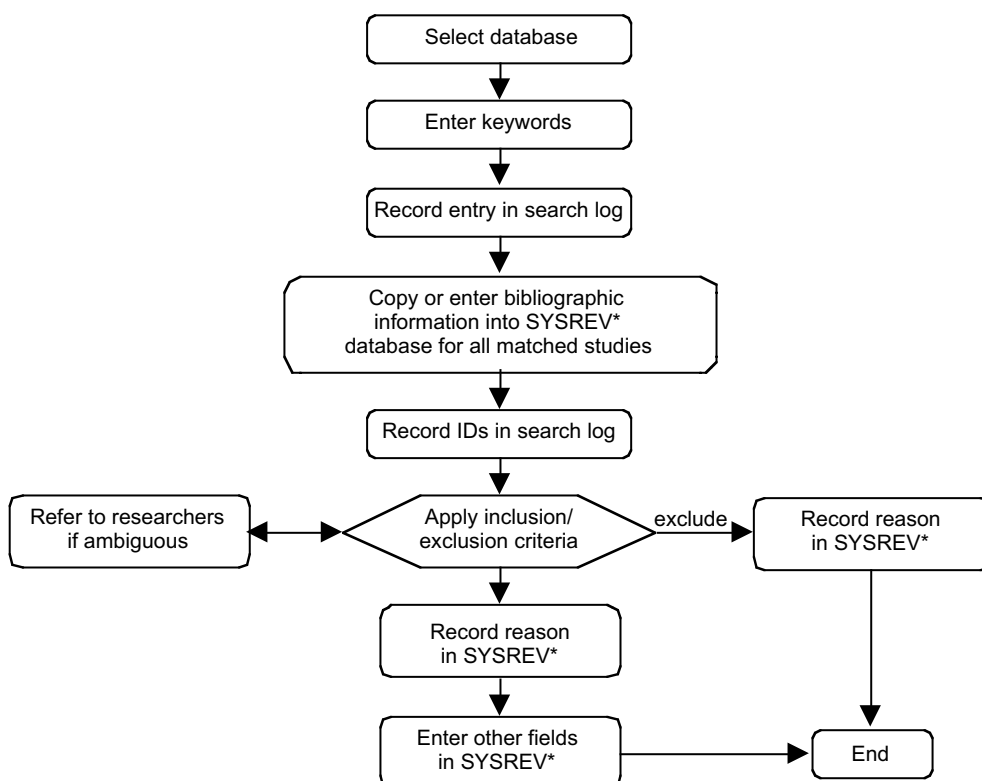 Select database
Enter keywords
Record entry in search log
Copy or enter bibliographic
information into SYSREV*
database for all matched studies
Record IDs in search log
Refer to researchers
if ambiguous
Apply inclusion/
exclusion criteria
exclude
Record reason
in SYSREV*
Record reason
in SYSREV*
Enter other fields
in SYSREV*
End